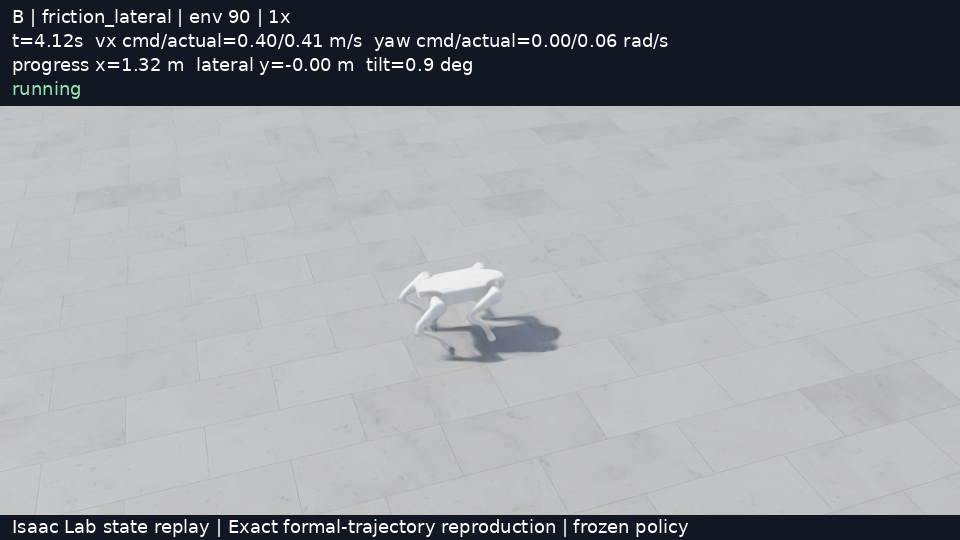 B | friction_lateral | env 90 | 1x
t=4.12s  vx cmd/actual=0.40/0.41 m/s  yaw cmd/actual=0.00/0.06 rad/s
progress x=1.32 m  lateral y=-0.00 m  tilt=0.9 deg
running
Isaac Lab state replay | Exact formal-trajectory reproduction | frozen policy